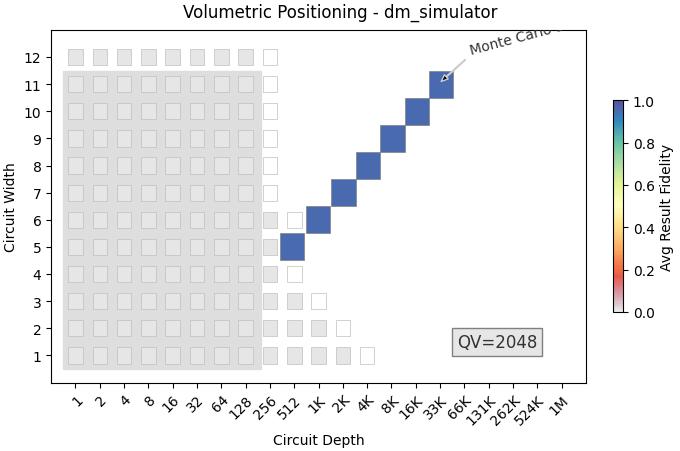 Volumetric Positioning - dm_simulator
Monte Carlo
12
11
10
9
8
7
6
5
4
3
2
1
Circuit Width
QV=2048
1 2 4 8 16 32 64 128 256 512 1K 2K 4K 8K 16K 33K 66K 131K 262K 524K 1M
Circuit Depth
1.0
0.8
0.6
0.4
0.2
0.0
Avg Result Fidelity